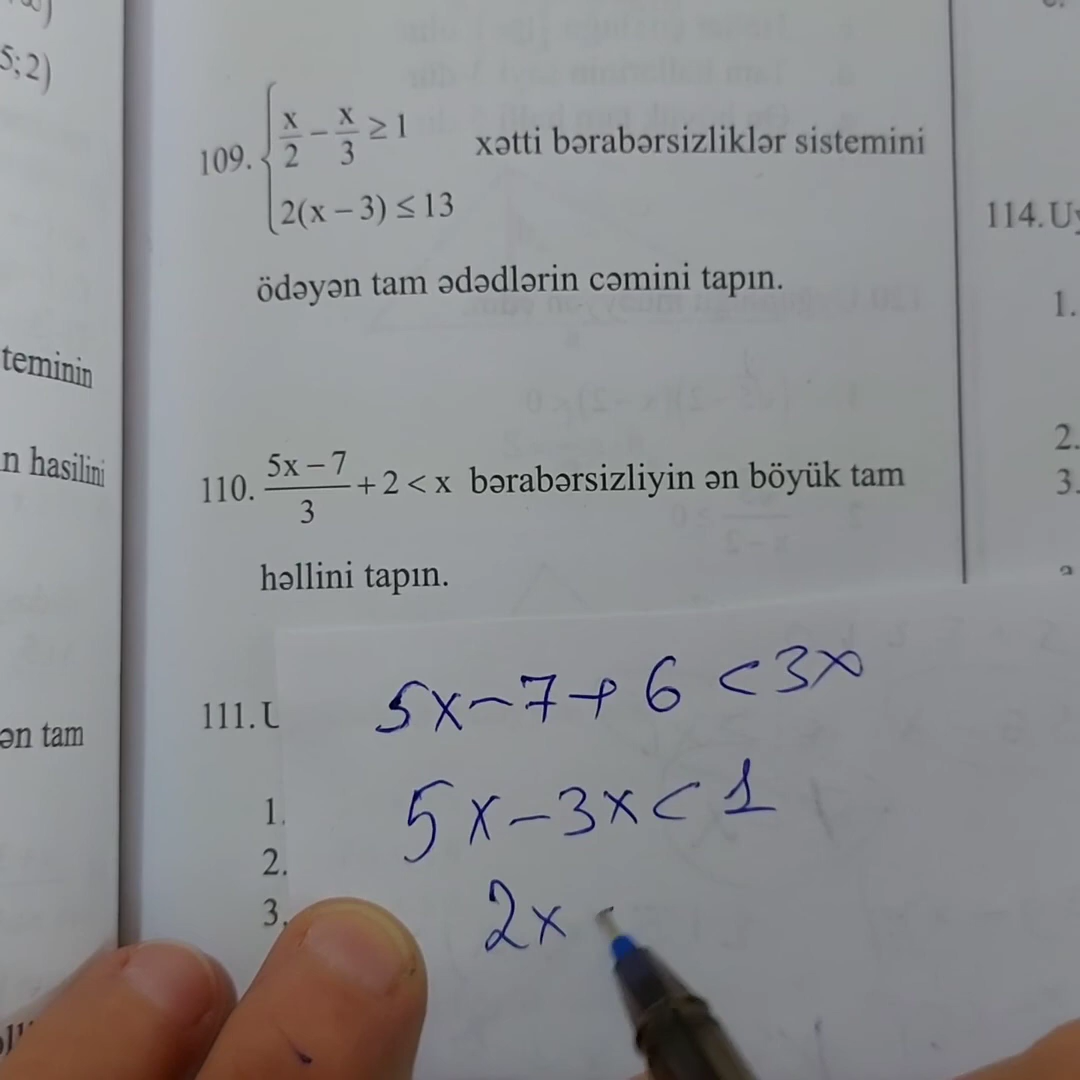 5;2)
109. { x/2 − x/3 ≥ 1
2(x − 3) ≤ 13
xətti bərabərsizliklər sistemini
ödəyən tam ədədlərin cəmini tapın.
teminin
n hasilini
110. (5x − 7)/3 + 2 < x bərabərsizliyin ən böyük tam
həllini tapın.
ən tam
111.
1.
2.
3.
5x − 7 + 6 < 3x
5x − 3x < 1
2x
114. Uy
1.
2.
3.